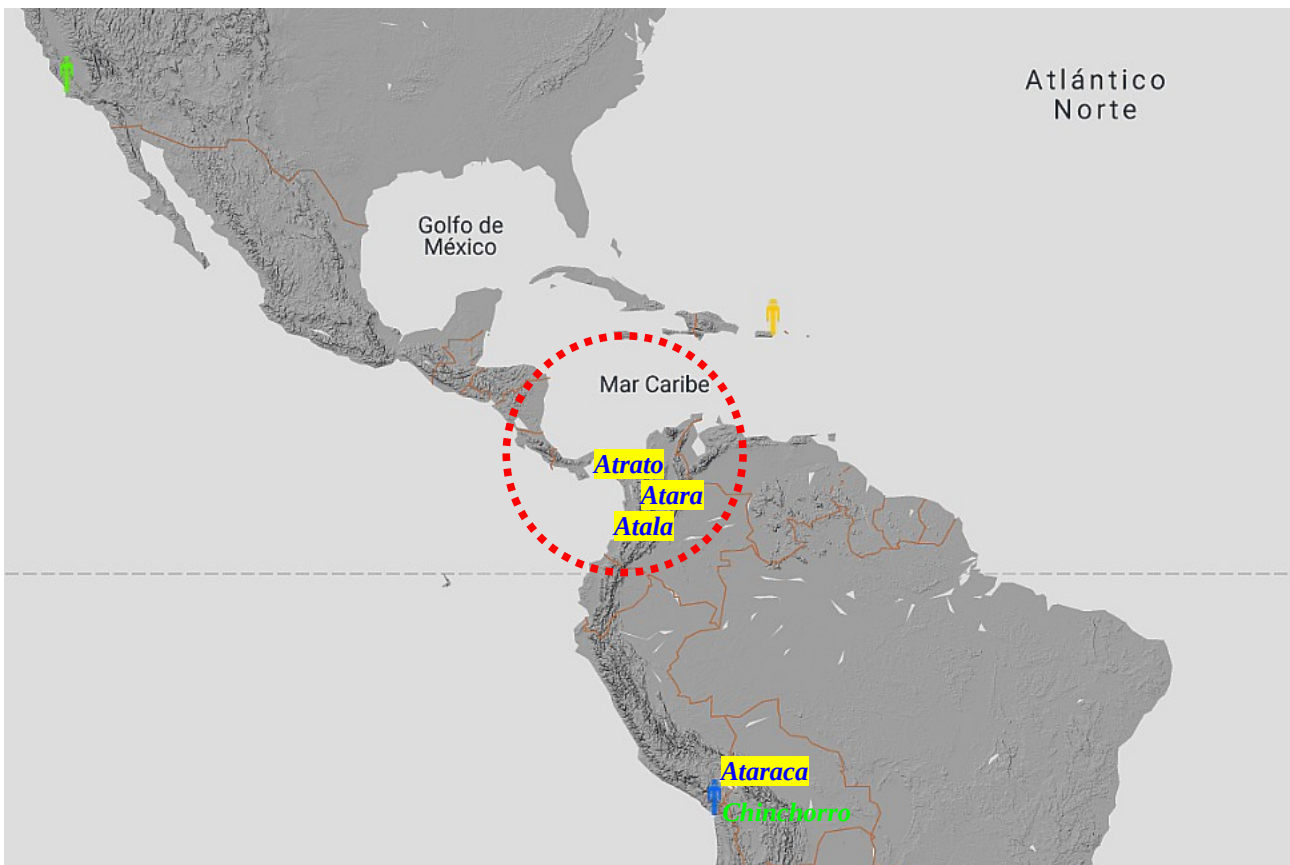 Atlántico
Norte
Golfo de
México
Mar Caribe
Atrato
Atara
Atala
Ataraca
Chinchorro